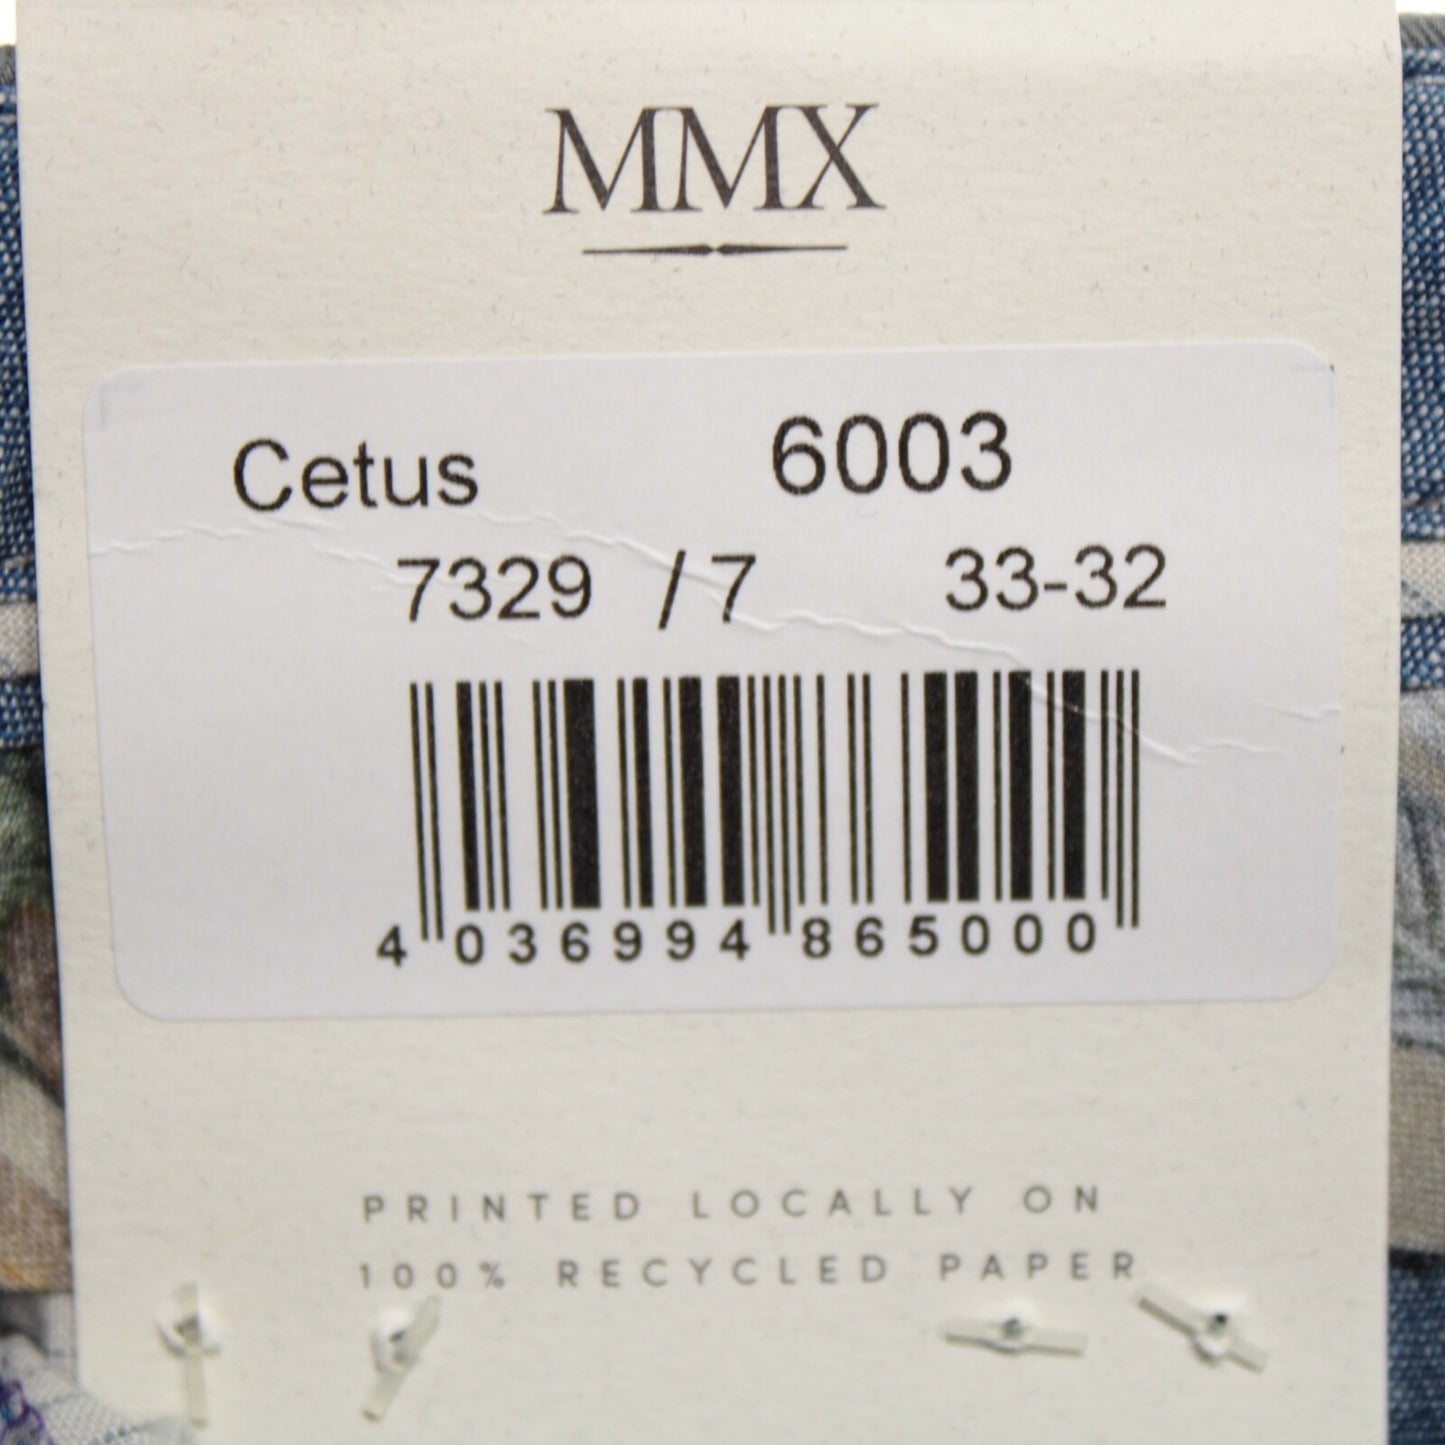 MMX
Cetus 6003
7329 / 7 33-32
4 036994 865000
PRINTED LOCALLY ON
100% RECYCLED PAPER